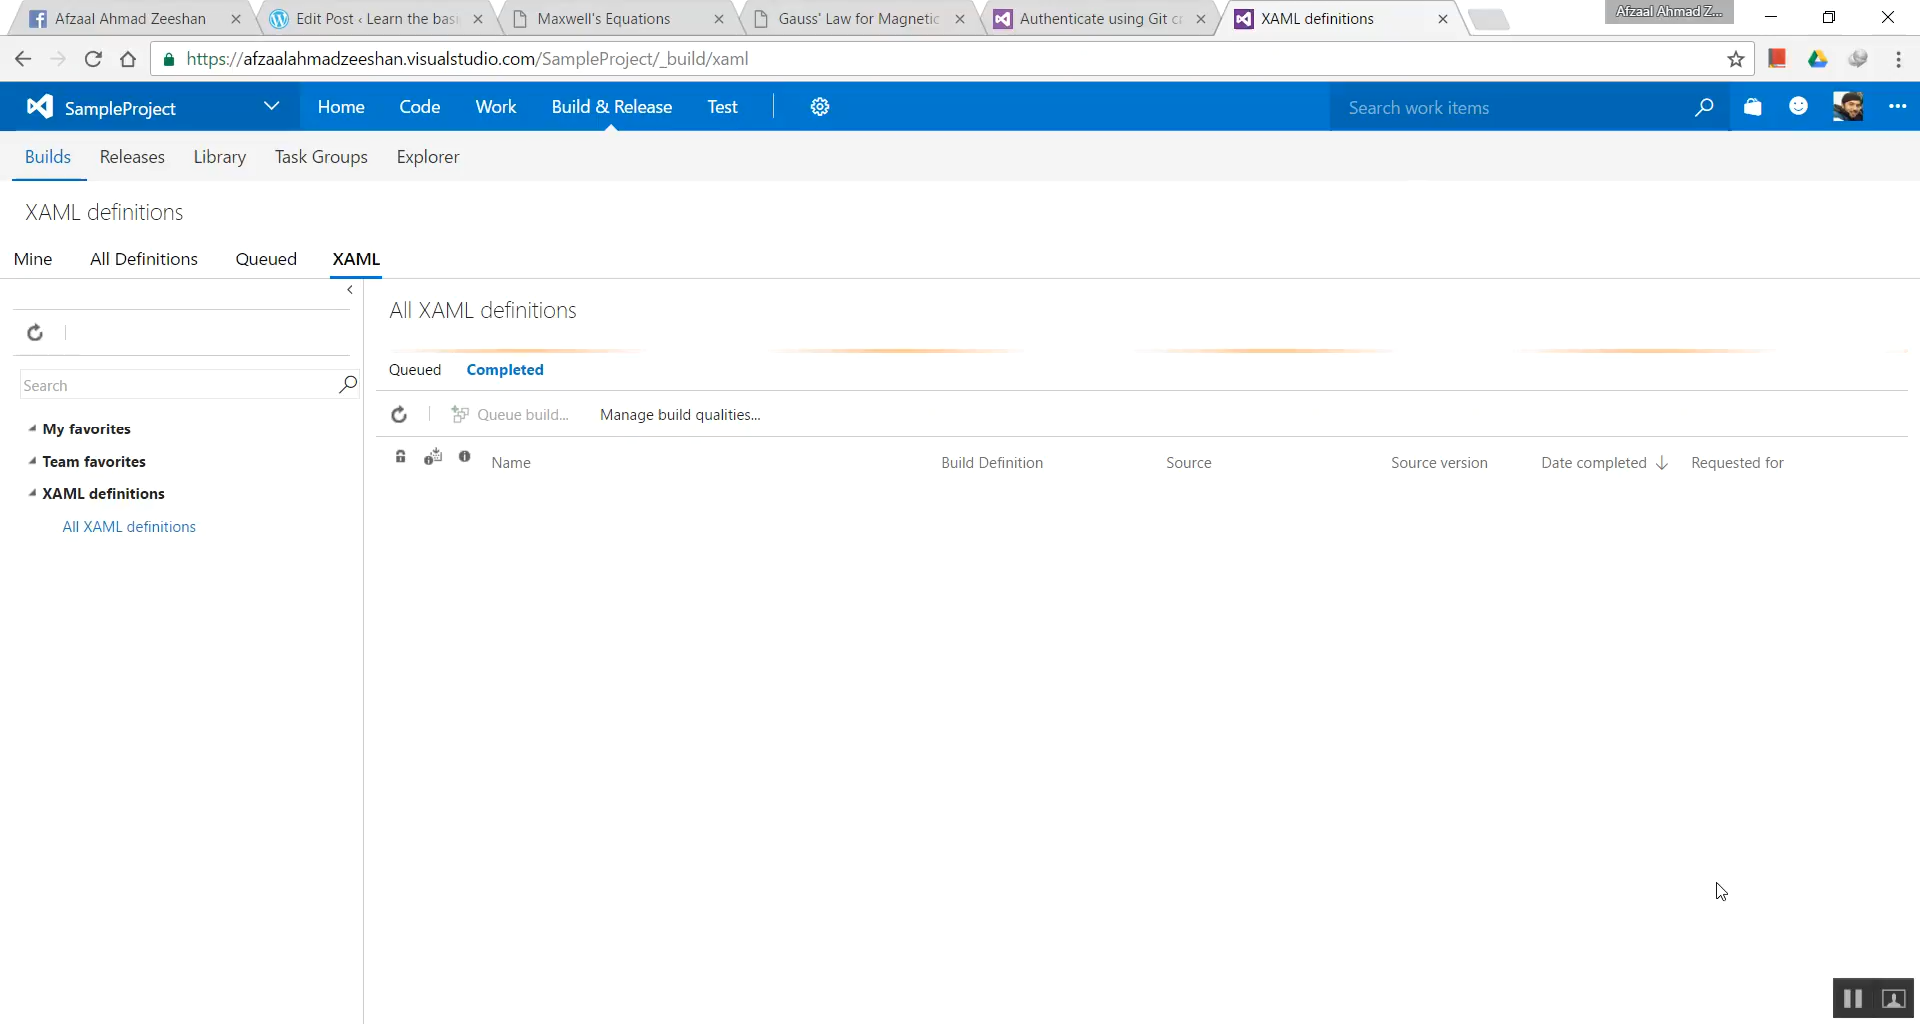 Afzaal Ahmad Zeeshan
Edit Post ‹ Learn the bas
Maxwell's Equations
Gauss' Law for Magnetic
Authenticate using Git cr
XAML definitions
Afzaal Ahmad Z...
https://afzaalahmadzeeshan.visualstudio.com/SampleProject/_build/xaml
SampleProject
Home
Code
Work
Build & Release
Test
Search work items
Builds
Releases
Library
Task Groups
Explorer
XAML definitions
Mine
All Definitions
Queued
XAML
All XAML definitions
Queued
Completed
Queue build...
Manage build qualities...
Search
My favorites
Team favorites
XAML definitions
All XAML definitions
Name
Build Definition
Source
Source version
Date completed
Requested for